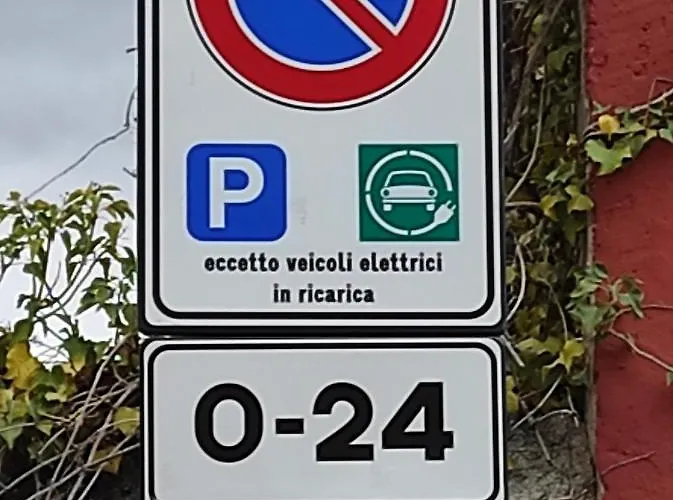 P
eccetto veicoli elettrici
in ricarica
0-24